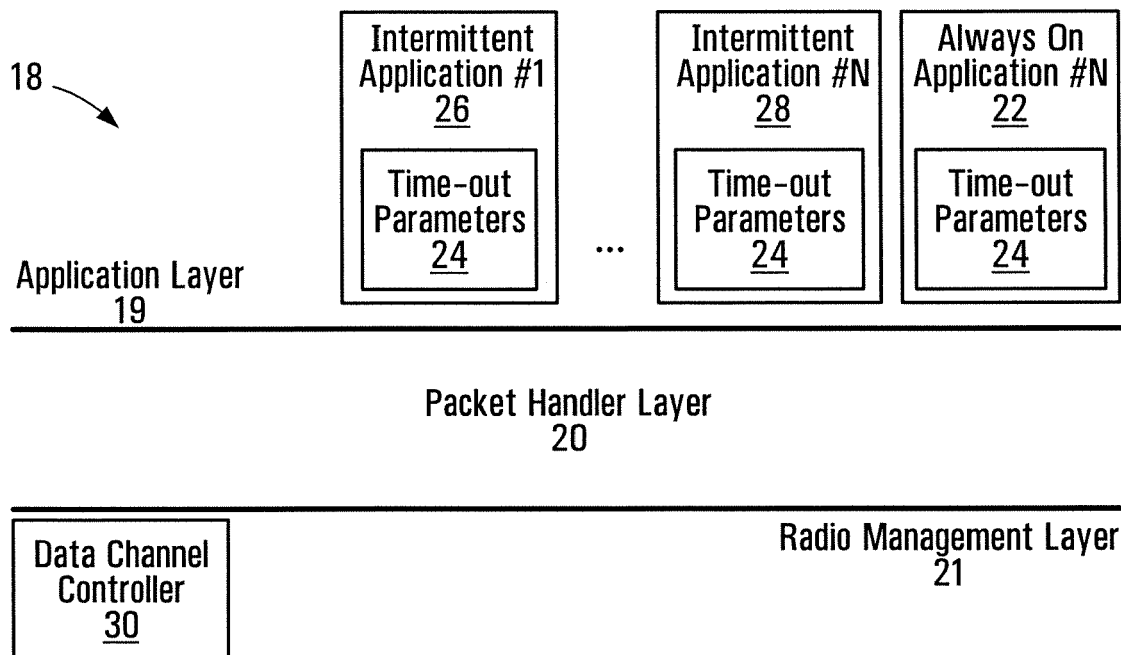 18
Intermittent
Application #1
26
Time-out
Parameters
24
...
Intermittent
Application #N
28
Time-out
Parameters
24
Always On
Application #N
22
Time-out
Parameters
24
Application Layer
19
Packet Handler Layer
20
Data Channel
Controller
30
Radio Management Layer
21